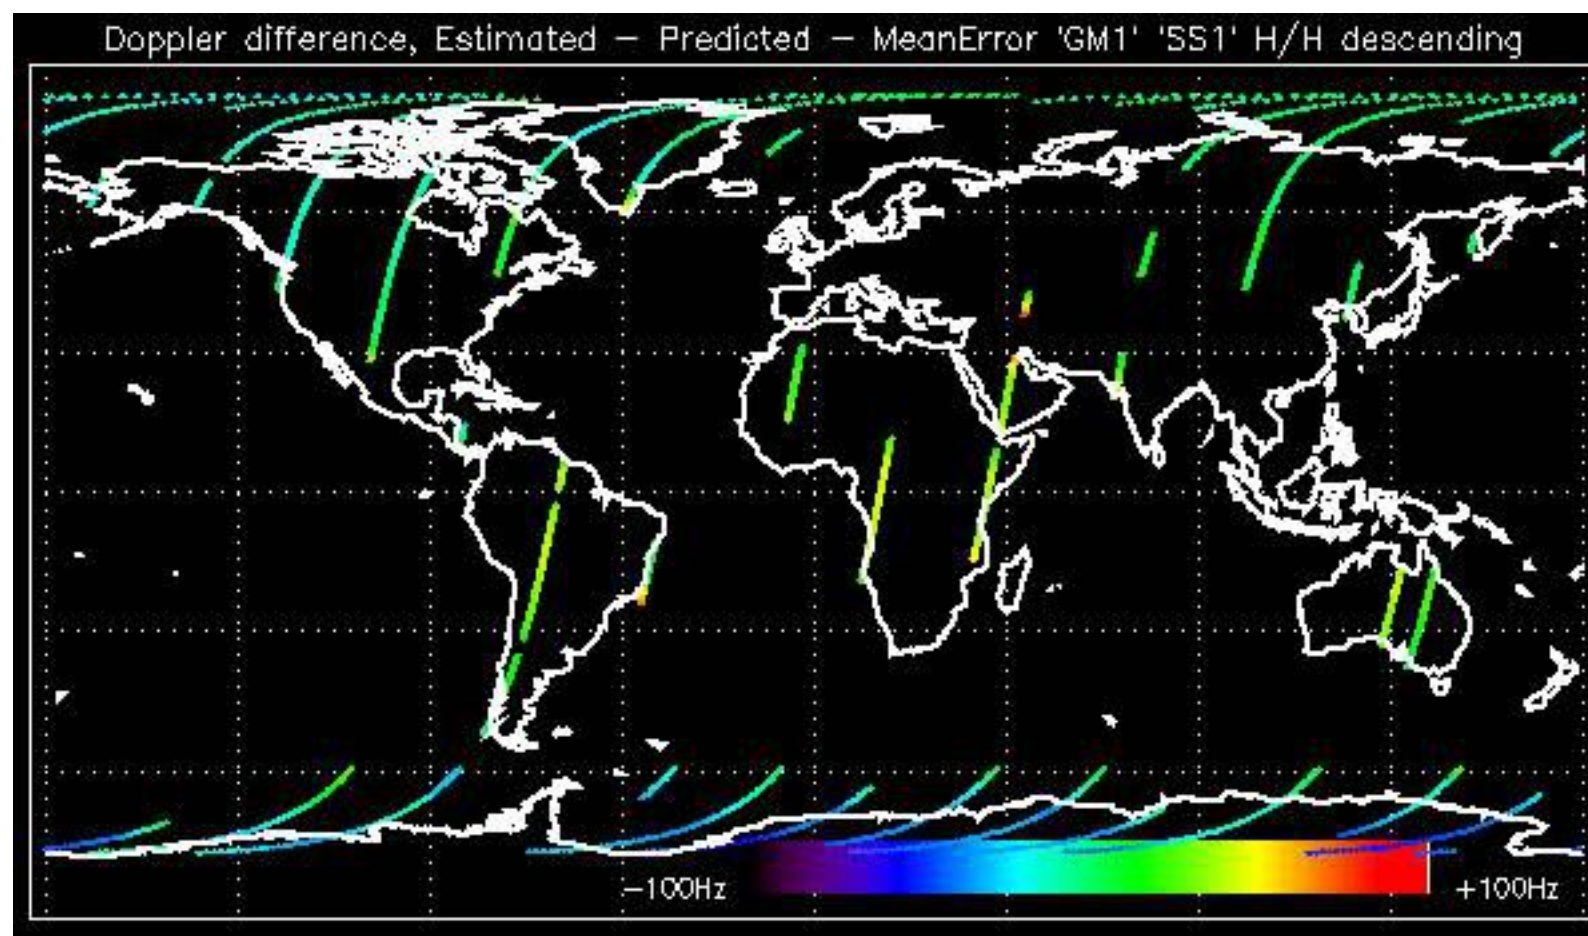 Doppler difference, Estimated – Predicted – MeanError 'GM1' 'SS1' H/H descending
–100Hz
+100Hz